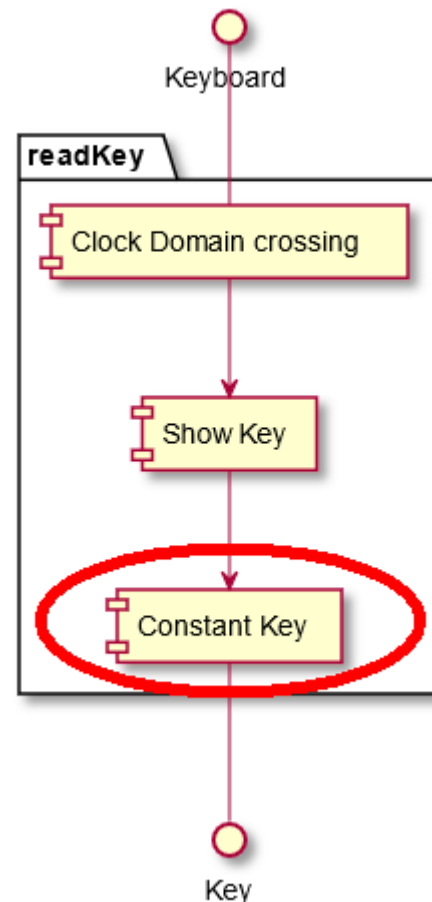 Keyboard
readKey
Clock Domain crossing
Show Key
Constant Key
Key